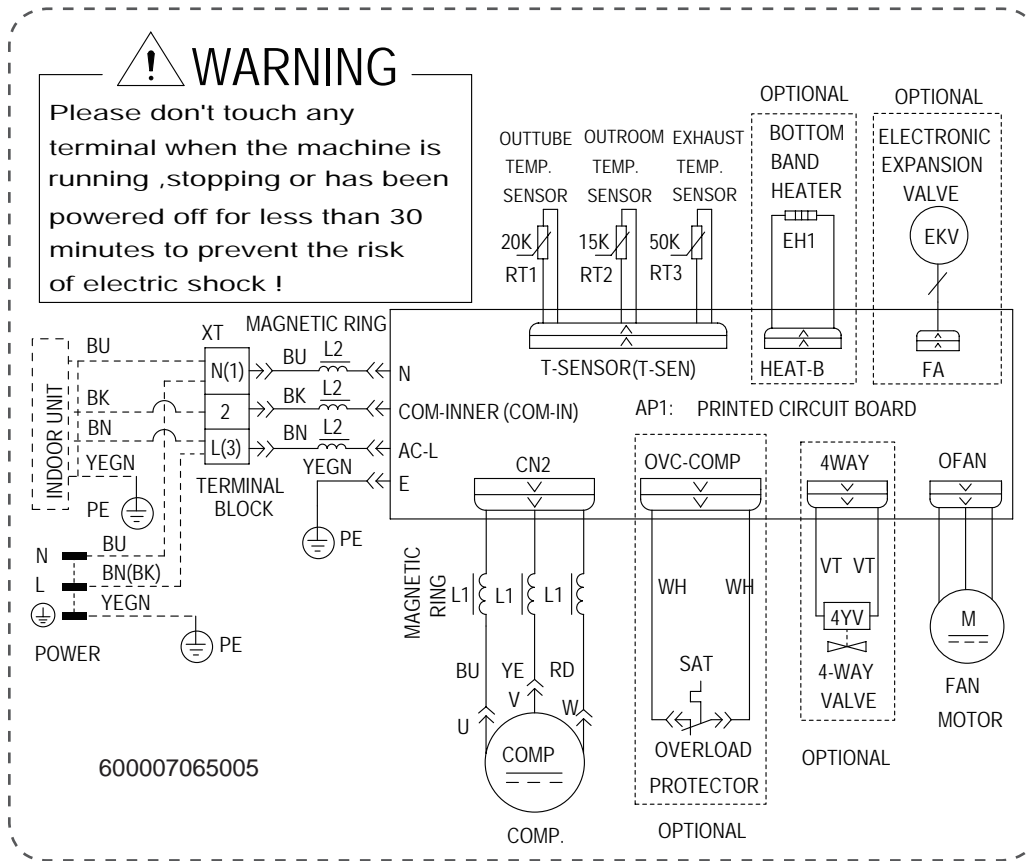 WARNING
Please don't touch any
terminal when the machine is
running ,stopping or has been
powered off for less than 30
minutes to prevent the risk
of electric shock !
OUTTUBE
TEMP.
SENSOR
OUTROOM
TEMP.
SENSOR
EXHAUST
TEMP.
SENSOR
OPTIONAL
BOTTOM
BAND
HEATER
OPTIONAL
ELECTRONIC
EXPANSION
VALVE
20K
RT1
15K
RT2
50K
RT3
EH1
EKV
T-SENSOR(T-SEN)
HEAT-B
FA
INDOOR UNIT
BU
BK
BN
YEGN
PE
XT
N(1)
2
L(3)
TERMINAL
BLOCK
MAGNETIC RING
BU
L2
N
BK
L2
COM-INNER (COM-IN)
BN
L2
AC-L
YEGN
E
PE
AP1: PRINTED CIRCUIT BOARD
N
BU
L
BN(BK)
YEGN
PE
POWER
CN2
OVC-COMP
4WAY
OFAN
MAGNETIC
RING
L1
L1
L1
BU
YE
RD
U
V
W
COMP
COMP.
WH
WH
SAT
OVERLOAD
PROTECTOR
OPTIONAL
VT
VT
4YV
4-WAY
VALVE
OPTIONAL
M
FAN
MOTOR
600007065005